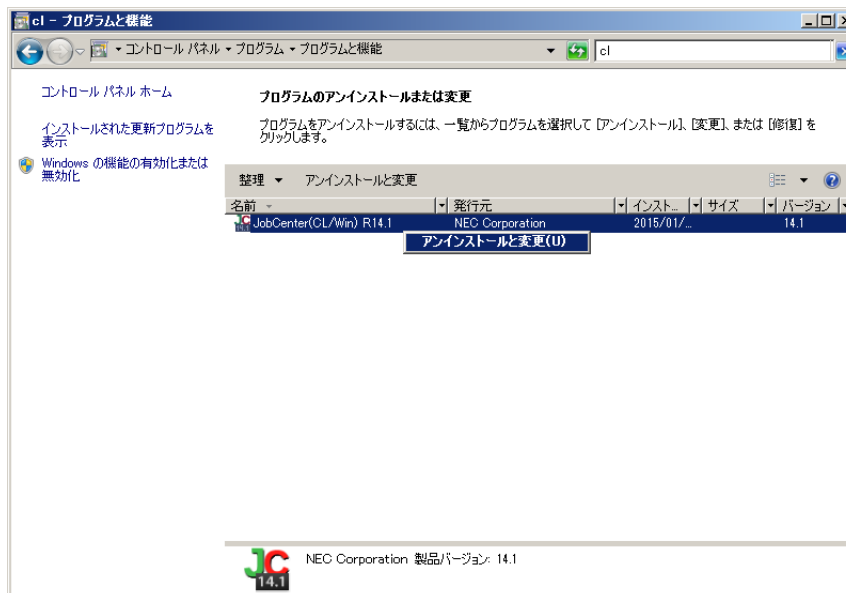 cl - プログラムと機能
コントロール パネル プログラム プログラムと機能
cl
コントロール パネル ホーム
インストールされた更新プログラムを
表示
Windows の機能の有効化または
無効化
プログラムのアンインストールまたは変更
プログラムをアンインストールするには、一覧からプログラムを選択して [アンインストール]、[変更]、または [修復] を
クリックします。
整理 アンインストールと変更
名前 発行元 インスト... サイズ バージョン
JobCenter(CL/Win) R14.1 NEC Corporation 2015/01/... 14.1
アンインストールと変更(U)
NEC Corporation 製品バージョン: 14.1
JC
14.1